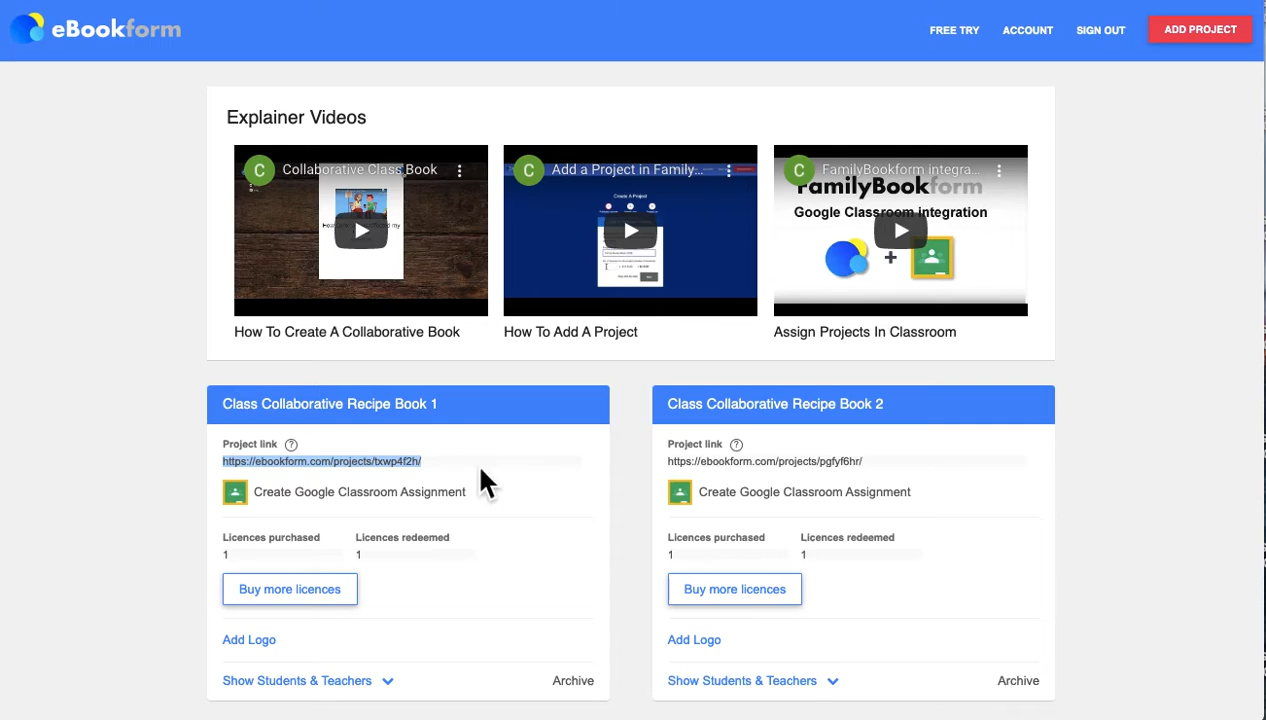 eBookform
FREE TRY
ACCOUNT
SIGN OUT
ADD PROJECT
Explainer Videos
C
Collaborative Class Book
C
Add a Project in Family...
Create A Project
C
FamilyBookform integra...
FamilyBookform
Google Classroom integration
+
How To Create A Collaborative Book
How To Add A Project
Assign Projects In Classroom
Class Collaborative Recipe Book 1
Project link ?
https://ebookform.com/projects/txwp4f2h/
Create Google Classroom Assignment
Licences purchased
Licences redeemed
1
1
Buy more licences
Add Logo
Show Students & Teachers
Archive
Class Collaborative Recipe Book 2
Project link ?
https://ebookform.com/projects/pgfyf6hr/
Create Google Classroom Assignment
Licences purchased
Licences redeemed
1
1
Buy more licences
Add Logo
Show Students & Teachers
Archive